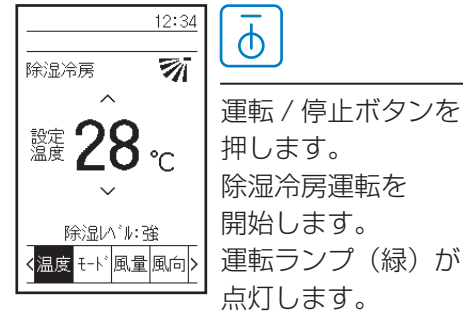 12:34
除湿冷房
設定
温度 28 ℃
除湿ﾚﾍﾞﾙ:強
温度 ﾓｰﾄﾞ 風量 風向
運転 / 停止ボタンを
押します。
除湿冷房運転を
開始します。
運転ランプ（緑）が
点灯します。